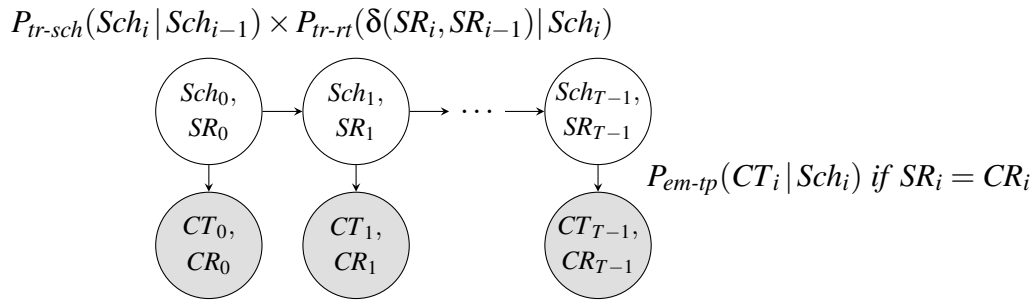 P_{tr-sch}(Sch_i | Sch_{i−1}) × P_{tr-rt}(δ(SR_i, SR_{i−1}) | Sch_i)
Sch_0, Sch_1, Sch_{T−1},
SR_0 SR_1 ··· SR_{T−1}
P_{em-tp}(CT_i | Sch_i) if SR_i = CR_i
CT_0, CT_1, CT_{T−1},
CR_0 CR_1 CR_{T−1}